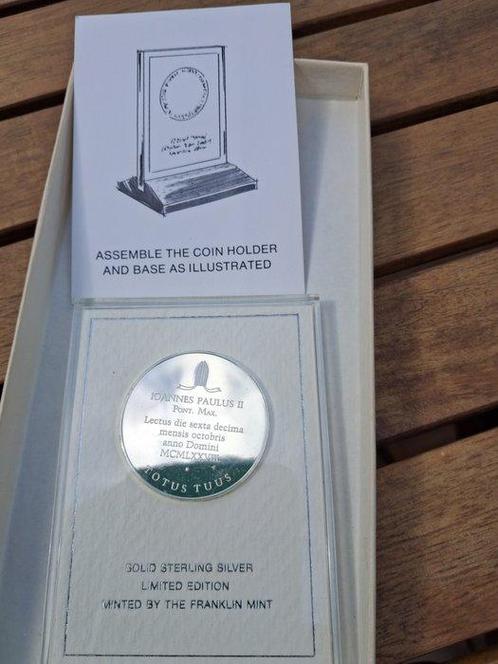 ASSEMBLE THE COIN HOLDER
AND BASE AS ILLUSTRATED
IOANNES PAULUS II
PONT. MAX.
Lectus die sexta decima
mensis octobris
anno Domini
MCMLXXVIII
TOTUS TUUS
SOLID STERLING SILVER
LIMITED EDITION
MINTED BY THE FRANKLIN MINT